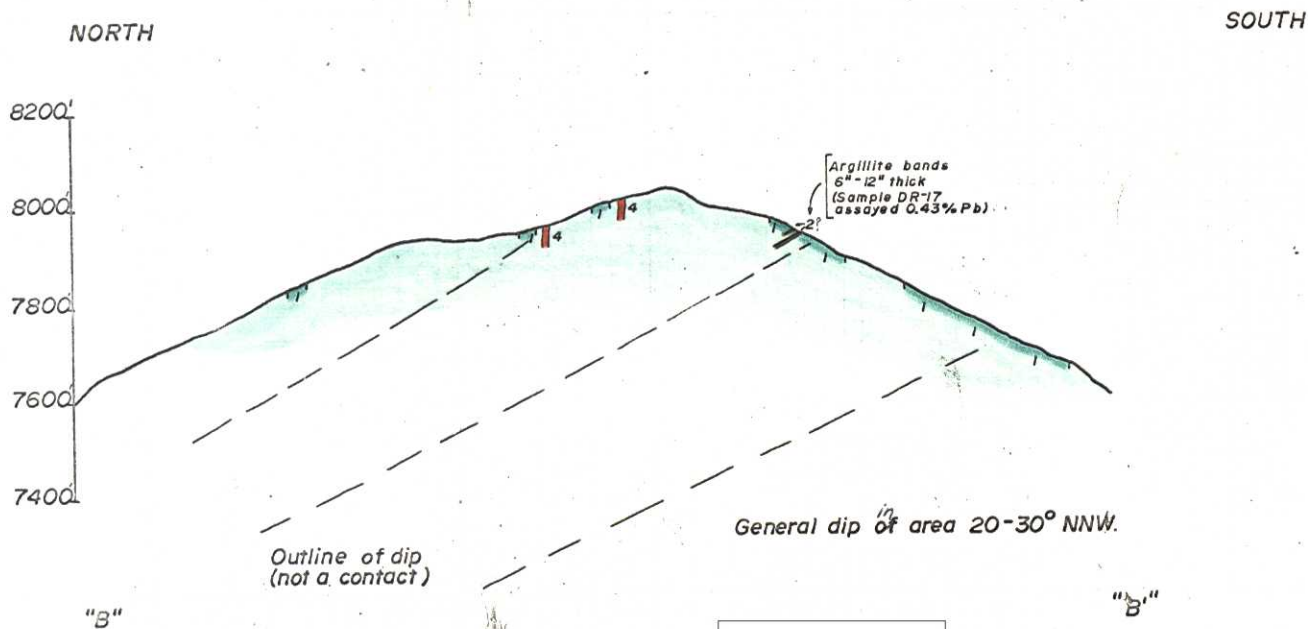 NORTH
SOUTH
8200'
8000'
7800'
7600'
7400'
Argillite bands
6"-12" thick
(Sample DR-17
assayed 0.43% Pb)
2?
4
4
General dip in of area 20-30° NNW.
Outline of dip
(not a contact)
"B"
"B'"